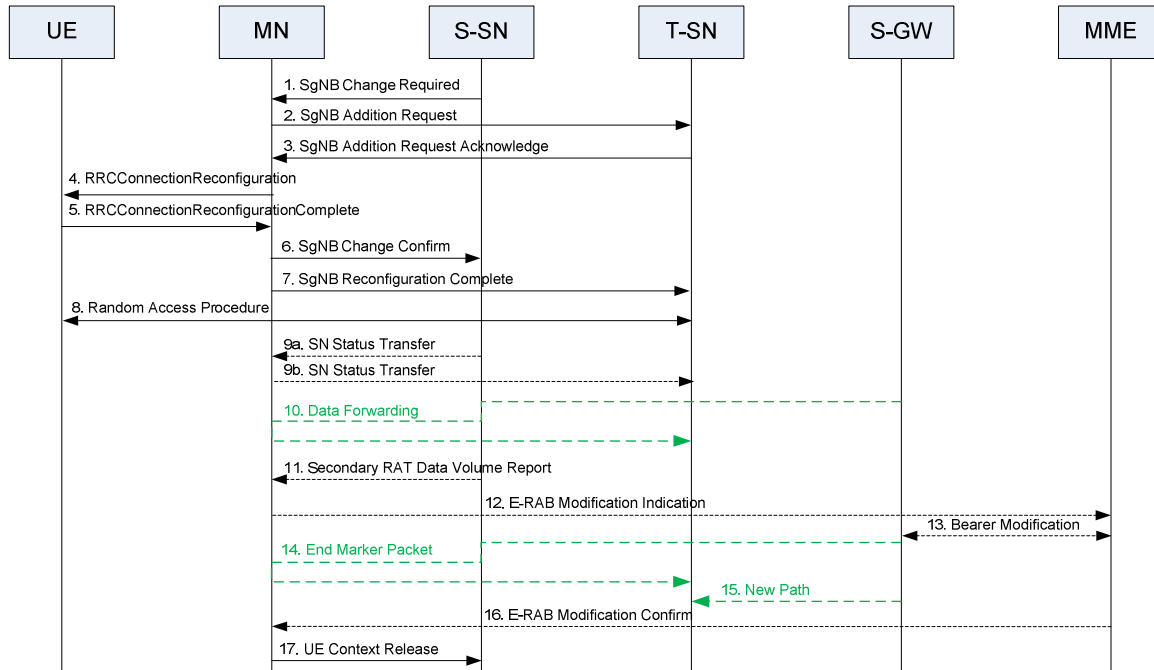 UE
MN
S-SN
T-SN
S-GW
MME
1. SgNB Change Required
2. SgNB Addition Request
3. SgNB Addition Request Acknowledge
4. RRCConnectionReconfiguration
5. RRCConnectionReconfigurationComplete
6. SgNB Change Confirm
7. SgNB Reconfiguration Complete
8. Random Access Procedure
9a. SN Status Transfer
9b. SN Status Transfer
10. Data Forwarding
11. Secondary RAT Data Volume Report
12. E-RAB Modification Indication
13. Bearer Modification
14. End Marker Packet
15. New Path
16. E-RAB Modification Confirm
17. UE Context Release